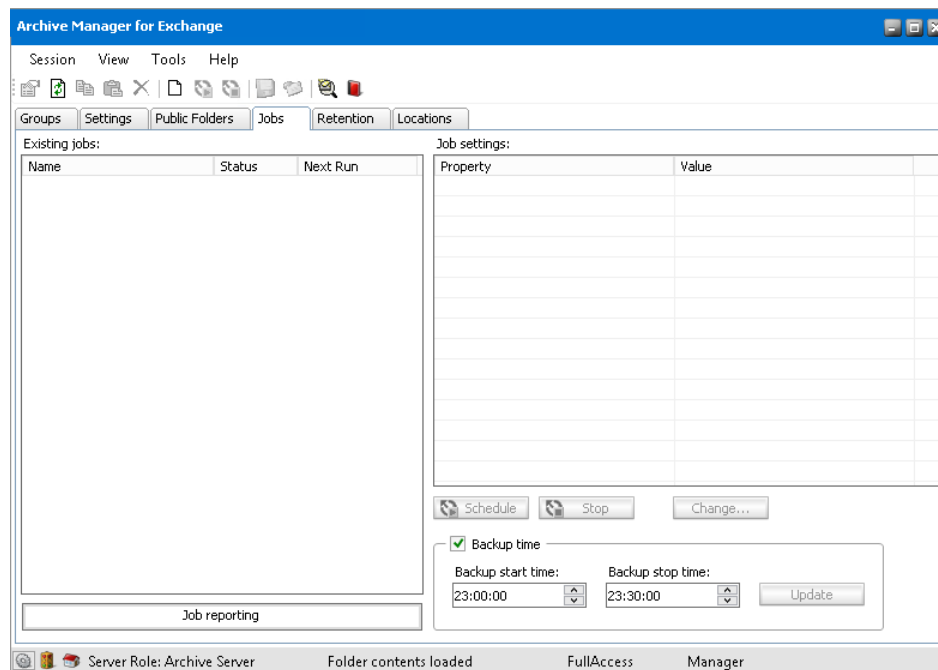 Archive Manager for Exchange
Session View Tools Help
Groups Settings Public Folders Jobs Retention Locations
Existing jobs:
Name Status Next Run
Job reporting
Job settings:
Property Value
Schedule Stop Change...
Backup time
Backup start time: Backup stop time:
23:00:00 23:30:00 Update
Server Role: Archive Server Folder contents loaded FullAccess Manager